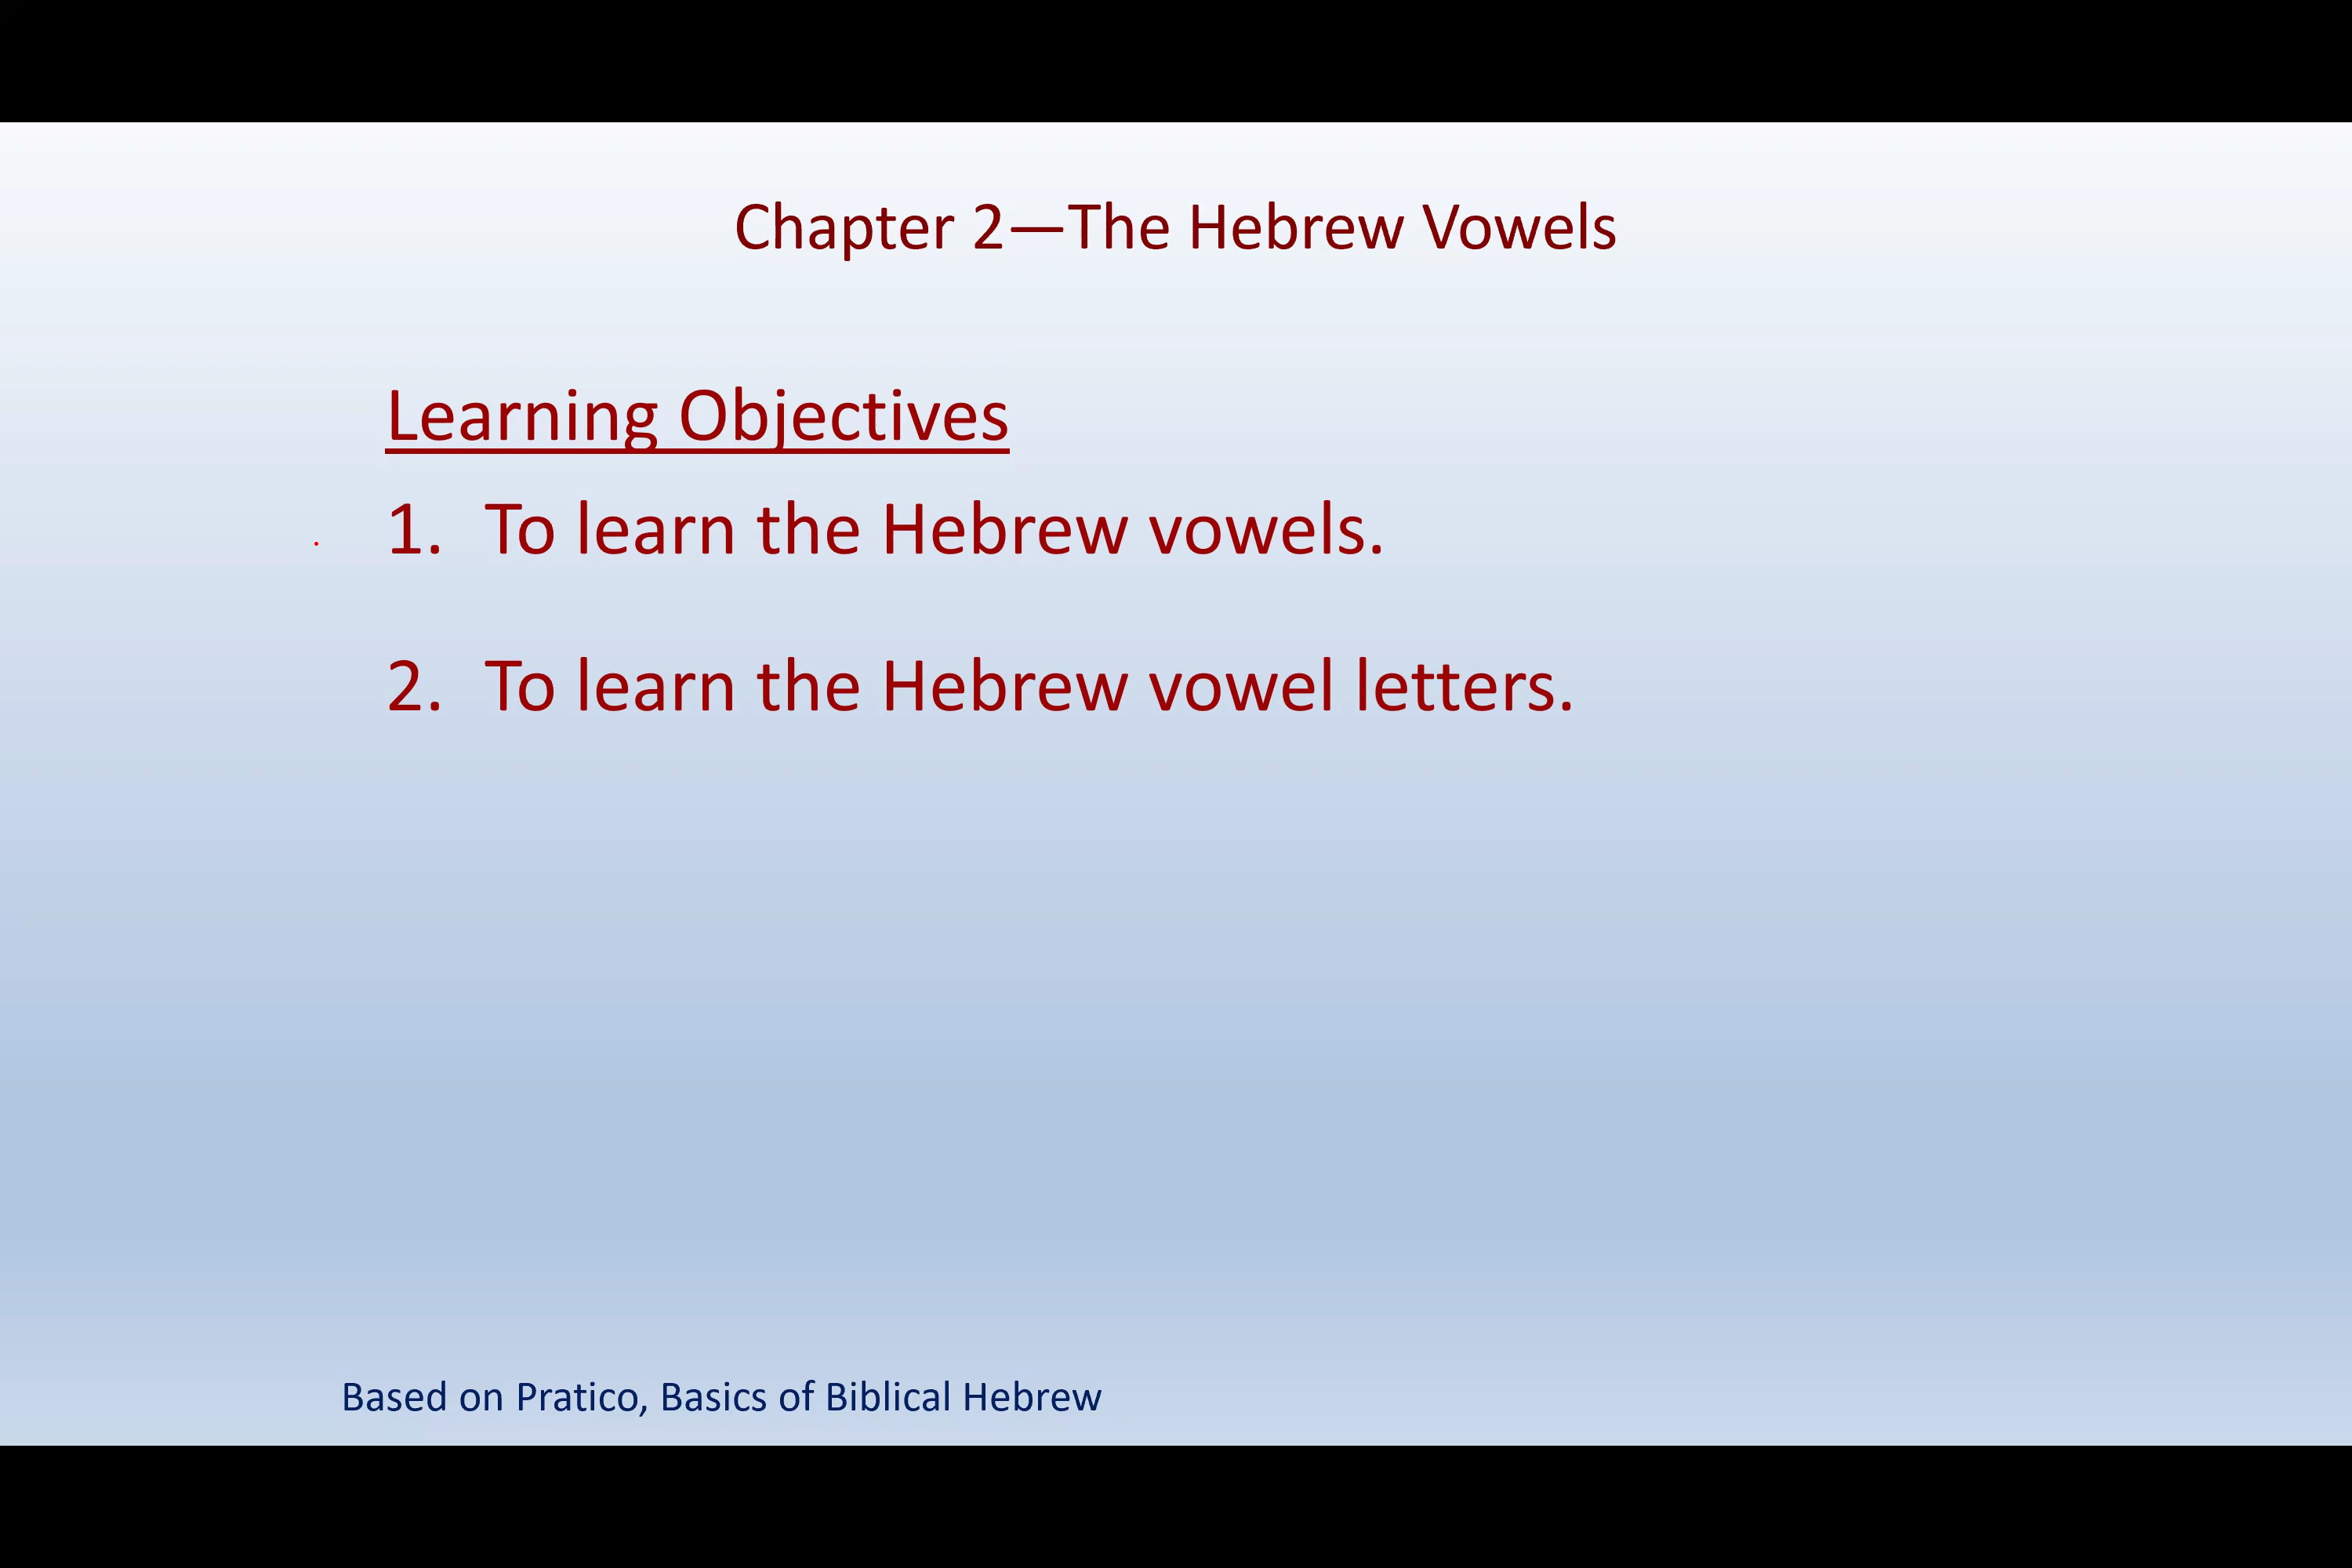 Chapter 2—The Hebrew Vowels
Learning Objectives
1. To learn the Hebrew vowels.
2. To learn the Hebrew vowel letters.
Based on Pratico, Basics of Biblical Hebrew